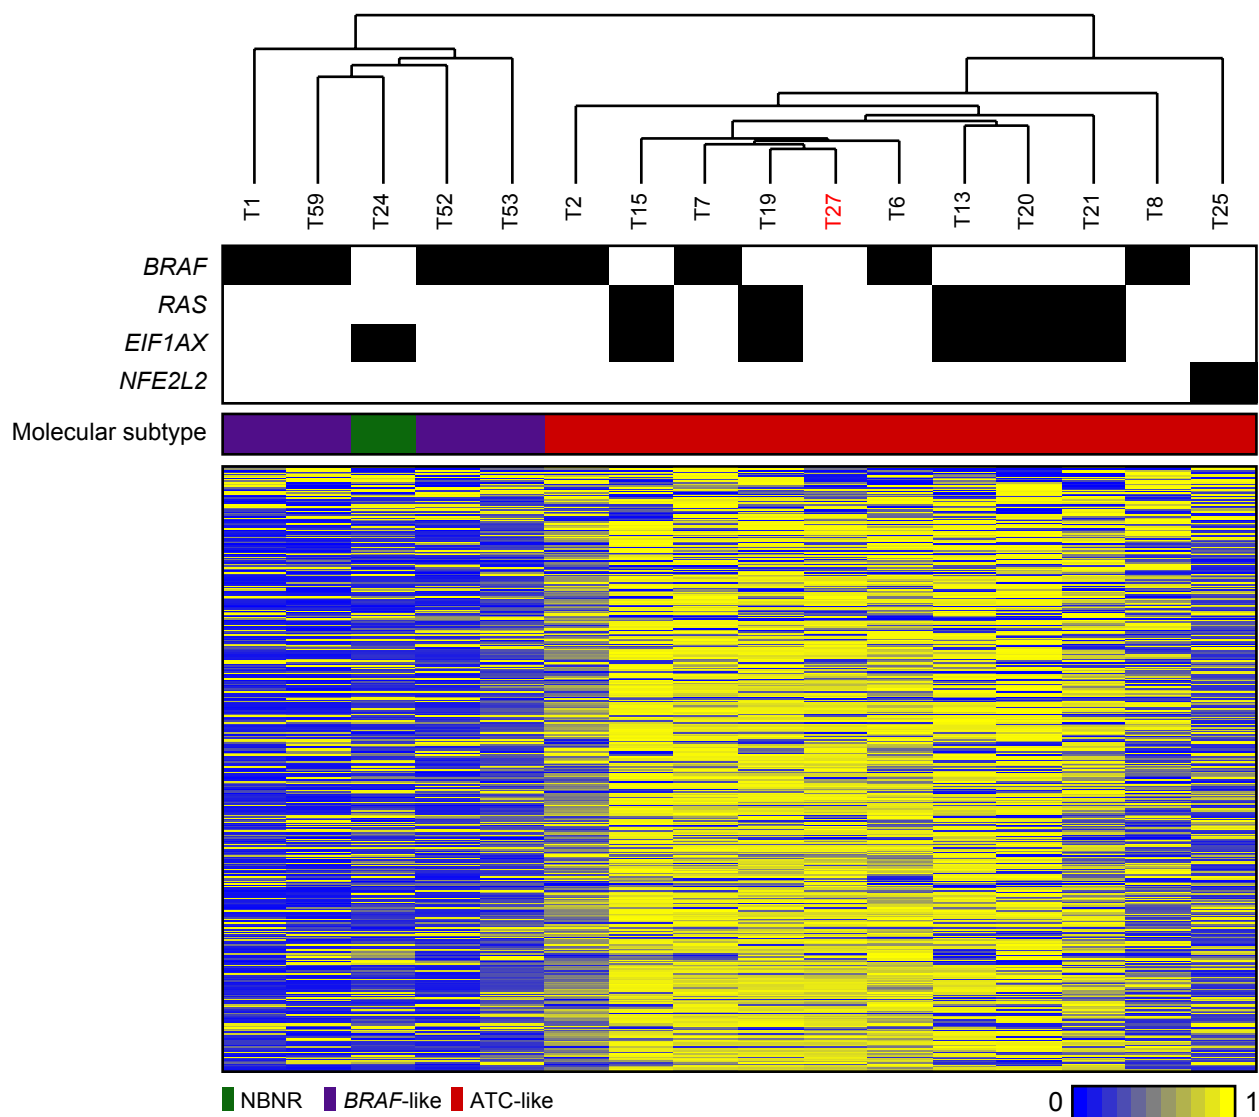 T1 T59 T24 T52 T53 T2 T15 T7 T19 T27 T6 T13 T20 T21 T8 T25
BRAF
RAS
EIF1AX
NFE2L2
Molecular subtype
NBNR BRAF-like ATC-like 0 1